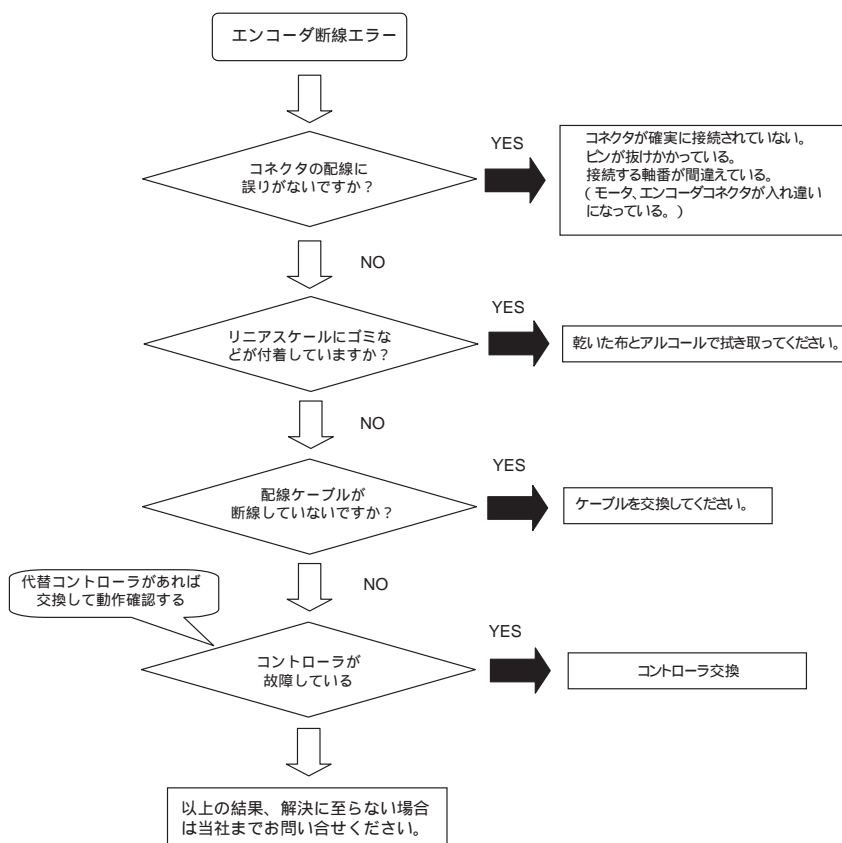 エンコーダ断線エラー
コネクタの配線に
誤りがないですか?
YES
コネクタが確実に接続されていない。
ピンが抜けかかっている。
接続する軸番が間違えている。
(モータ、エンコーダコネクタが入れ違い
になっている。)
NO
リニアスケールにゴミな
どが付着していますか?
YES
乾いた布とアルコールで拭き取ってください。
NO
配線ケーブルが
断線していないですか?
YES
ケーブルを交換してください。
NO
代替コントローラがあれば
交換して動作確認する
コントローラが
故障している
YES
コントローラ交換
以上の結果、解決に至らない場合
は当社までお問い合せください。